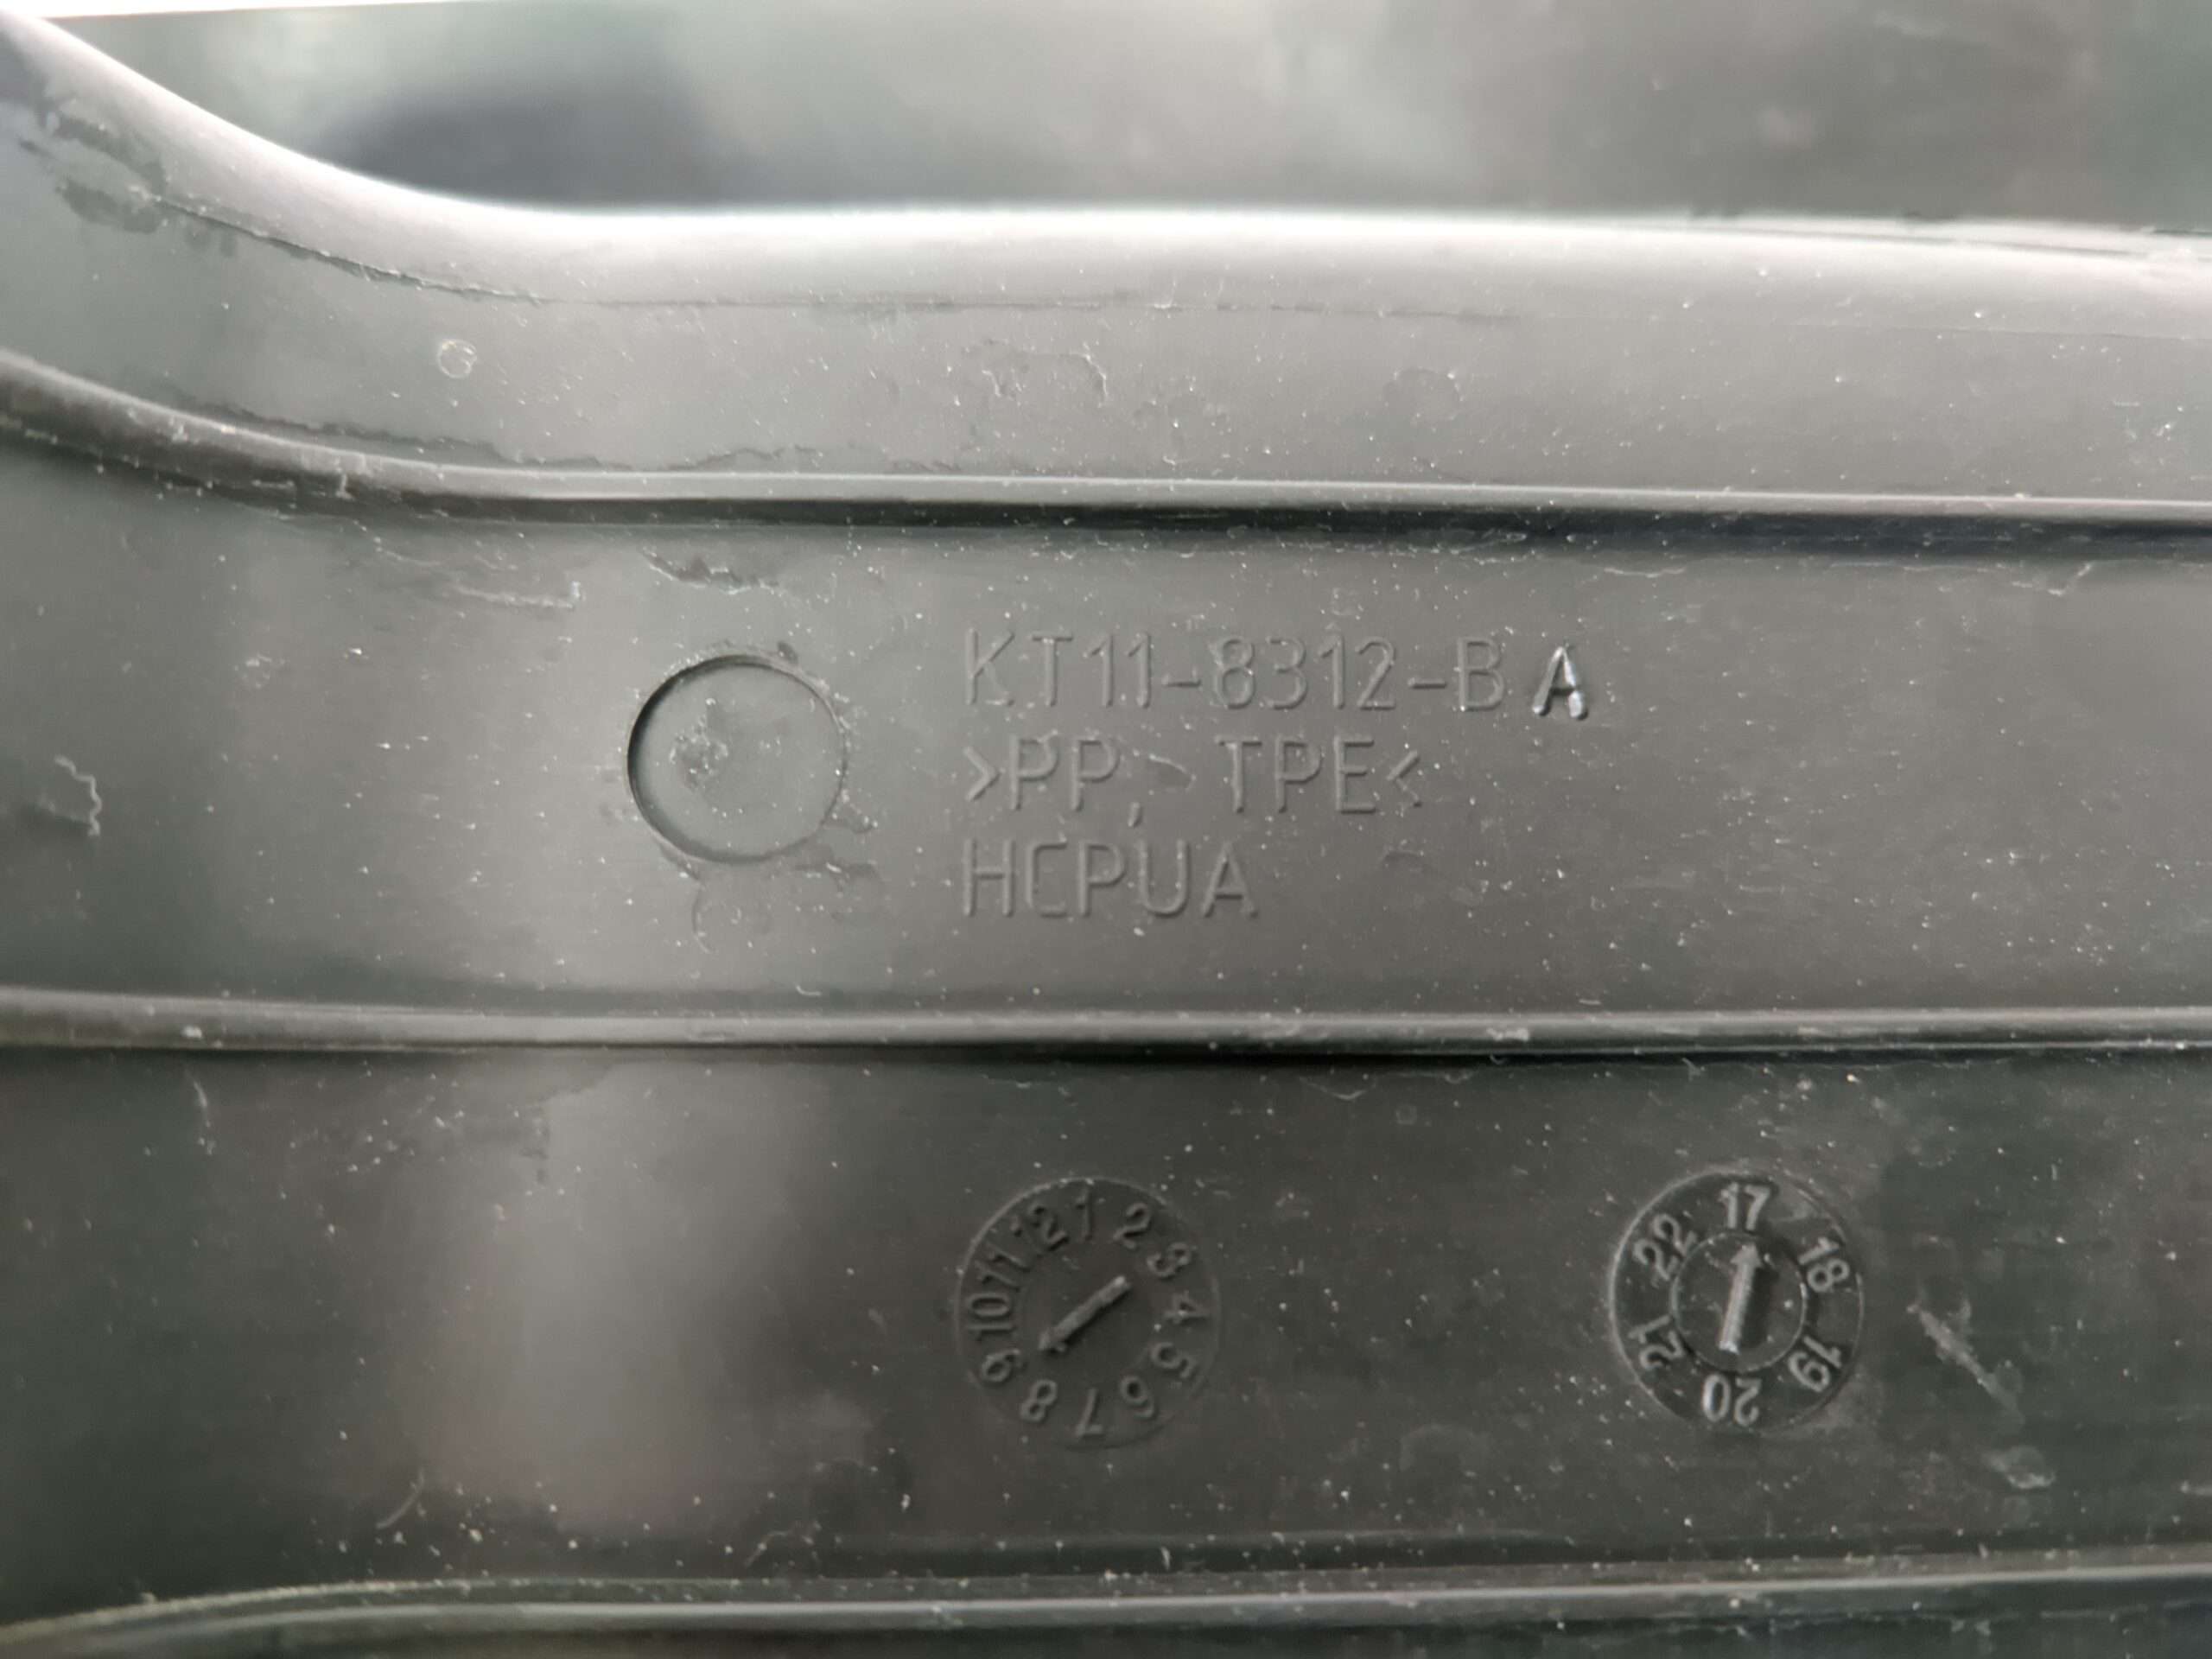 KT11-8312-B A
>PP, TPE<
HCPUA
1 2 3 4 5 6 7 8 9 10 11 12
17 18 19 20 21 22